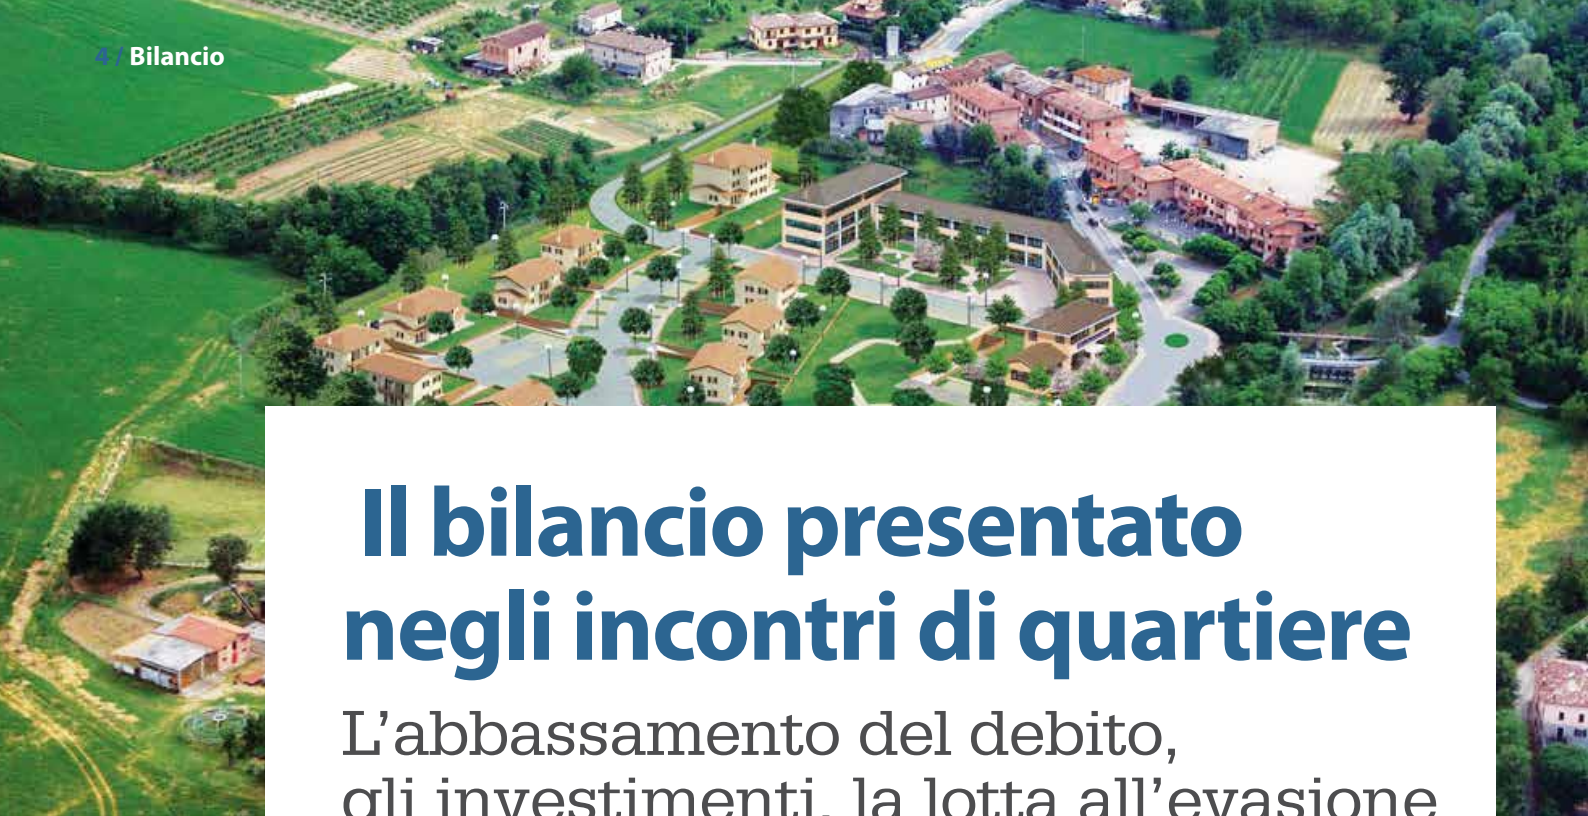 4 / Bilancio
Il bilancio presentato
negli incontri di quartiere
L’abbassamento del debito,
gli investimenti, la lotta all’evasione